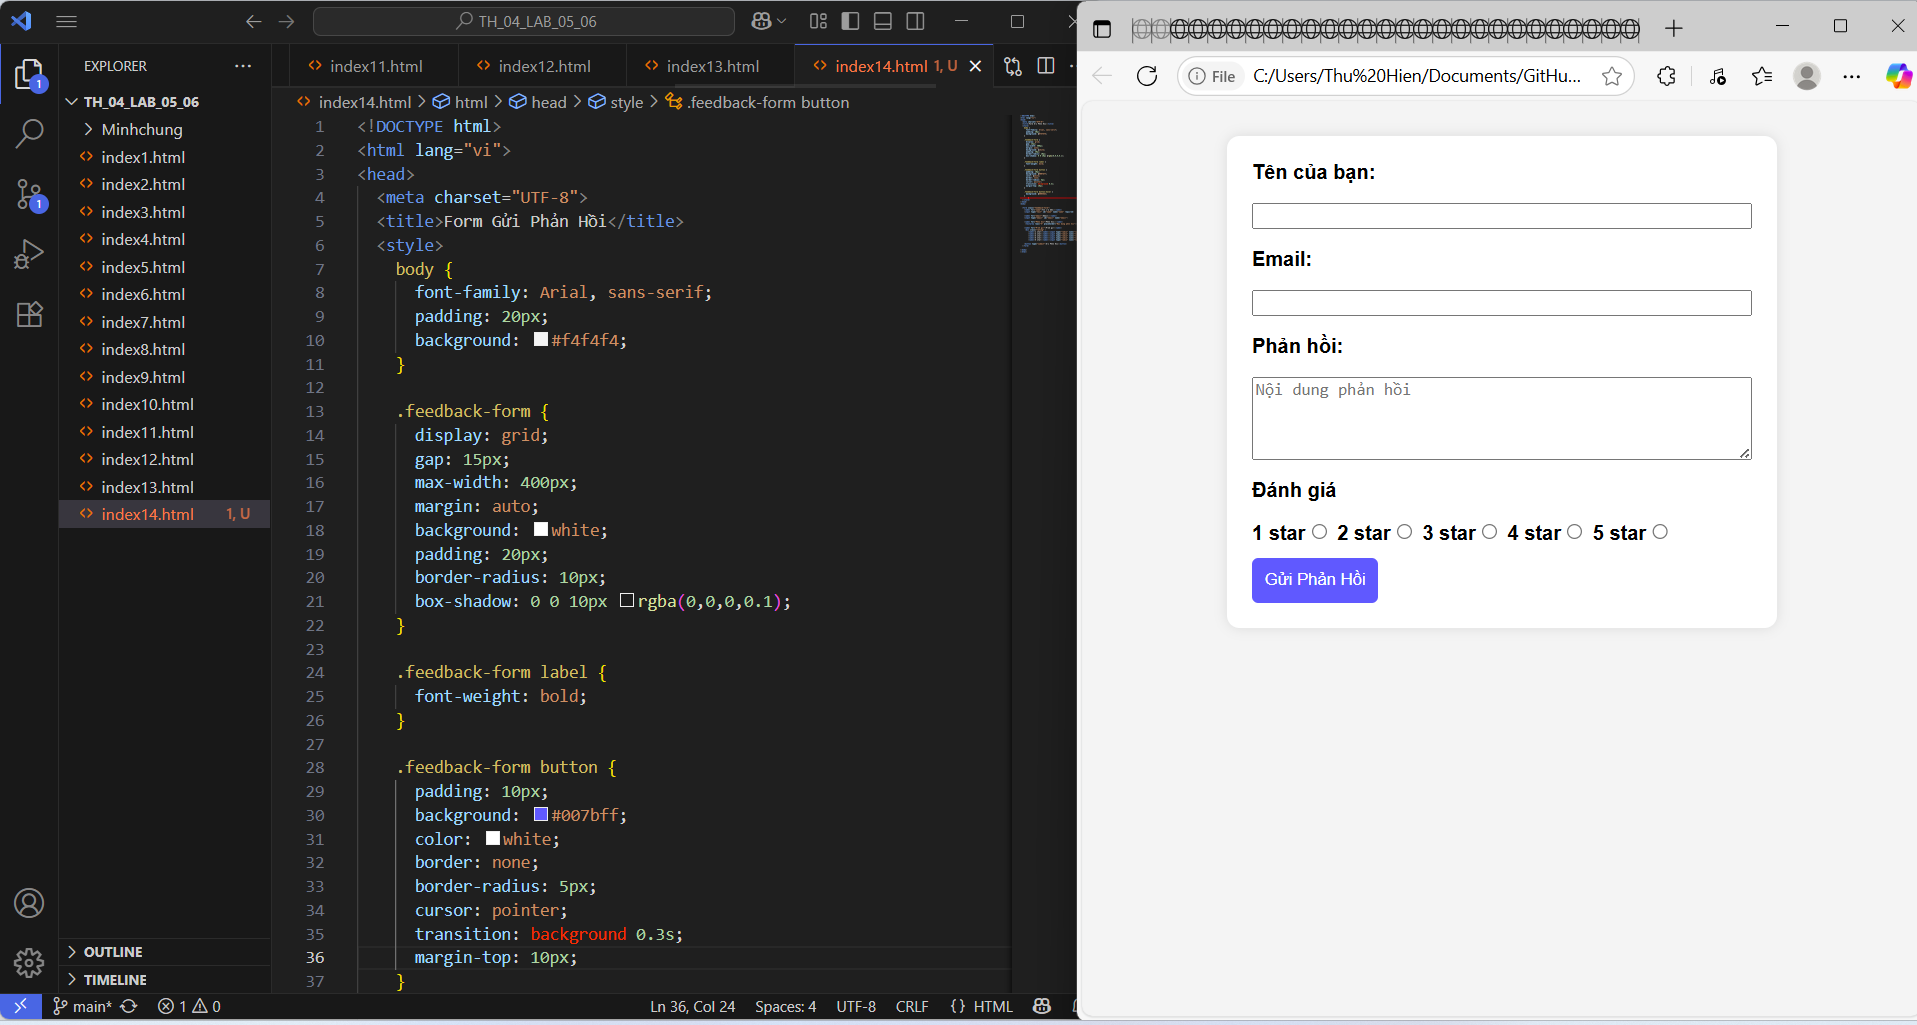 TH_04_LAB_05_06
EXPLORER
TH_04_LAB_05_06
Minhchung
index1.html
index2.html
index3.html
index4.html
index5.html
index6.html
index7.html
index8.html
index9.html
index10.html
index11.html
index12.html
index13.html
index14.html 1, U
OUTLINE
TIMELINE
1
1
index11.html
index12.html
index13.html
index14.html 1, U
index14.html > html > head > style > .feedback-form button
1 <!DOCTYPE html>
2 <html lang="vi">
3 <head>
4 <meta charset="UTF-8">
5 <title>Form Gửi Phản Hồi</title>
6 <style>
7 body {
8 font-family: Arial, sans-serif;
9 padding: 20px;
10 background: #f4f4f4;
11 }
12
13 .feedback-form {
14 display: grid;
15 gap: 15px;
16 max-width: 400px;
17 margin: auto;
18 background: white;
19 padding: 20px;
20 border-radius: 10px;
21 box-shadow: 0 0 10px rgba(0,0,0,0.1);
22 }
23
24 .feedback-form label {
25 font-weight: bold;
26 }
27
28 .feedback-form button {
29 padding: 10px;
30 background: #007bff;
31 color: white;
32 border: none;
33 border-radius: 5px;
34 cursor: pointer;
35 transition: background 0.3s;
36 margin-top: 10px;
37 }
main* 1 0
Ln 36, Col 24 Spaces: 4 UTF-8 CRLF {} HTML
File C:/Users/Thu%20Hien/Documents/GitHu...
Tên của bạn:
Email:
Phản hồi:
Nội dung phản hồi
Đánh giá
1 star 2 star 3 star 4 star 5 star
Gửi Phản Hồi